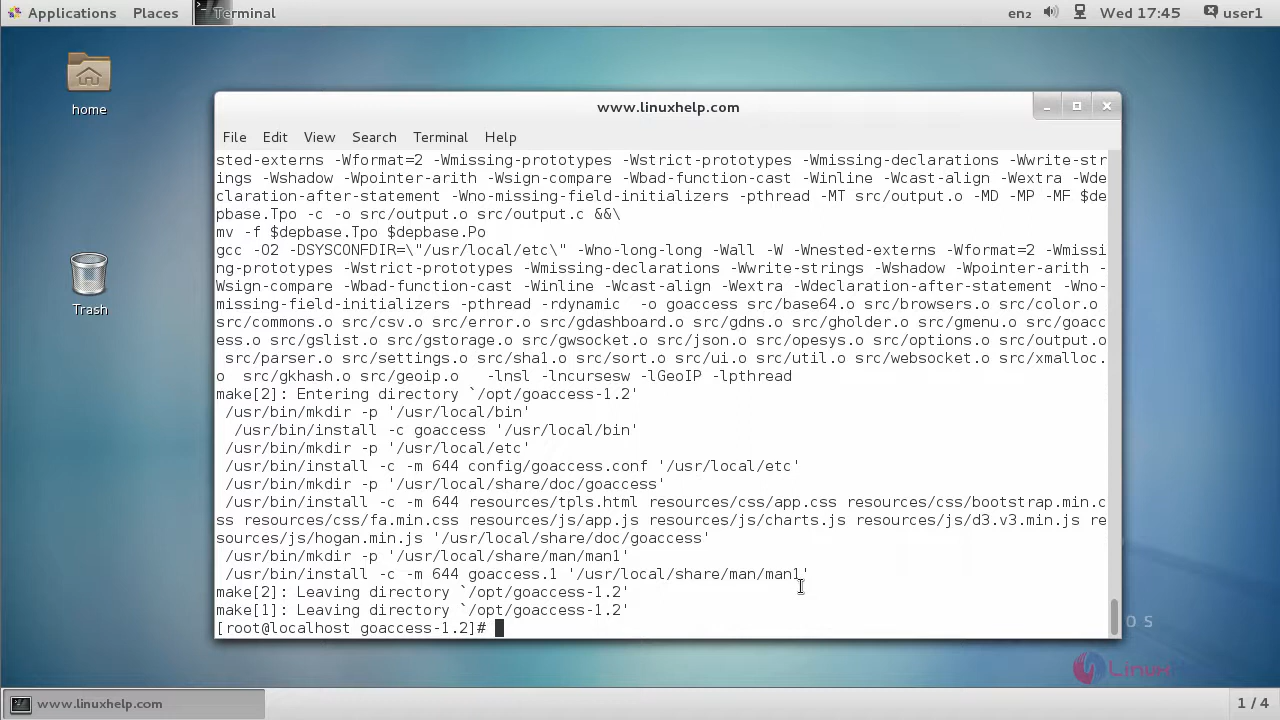 Applications Places Terminal en2 Wed 17:45 user1
home
Trash
www.linuxhelp.com
File Edit View Search Terminal Help
sted-externs -Wformat=2 -Wmissing-prototypes -Wstrict-prototypes -Wmissing-declarations -Wwrite-str
ings -Wshadow -Wpointer-arith -Wsign-compare -Wbad-function-cast -Winline -Wcast-align -Wextra -Wde
claration-after-statement -Wno-missing-field-initializers -pthread -MT src/output.o -MD -MP -MF $de
pbase.Tpo -c -o src/output.o src/output.c &&\
mv -f $depbase.Tpo $depbase.Po
gcc -O2 -DSYSCONFDIR=\"/usr/local/etc\" -Wno-long-long -Wall -W -Wnested-externs -Wformat=2 -Wmissi
ng-prototypes -Wstrict-prototypes -Wmissing-declarations -Wwrite-strings -Wshadow -Wpointer-arith -
Wsign-compare -Wbad-function-cast -Winline -Wcast-align -Wextra -Wdeclaration-after-statement -Wno-
missing-field-initializers -pthread -rdynamic  -o goaccess src/base64.o src/browsers.o src/color.o
src/commons.o src/csv.o src/error.o src/gdashboard.o src/gdns.o src/gholder.o src/gmenu.o src/goacc
ess.o src/gslist.o src/gstorage.o src/gwsocket.o src/json.o src/opesys.o src/options.o src/output.o
 src/parser.o src/settings.o src/sha1.o src/sort.o src/ui.o src/util.o src/websocket.o src/xmalloc.
o  src/gkhash.o src/geoip.o   -lnsl -lncursesw -lGeoIP -lpthread
make[2]: Entering directory `/opt/goaccess-1.2'
 /usr/bin/mkdir -p '/usr/local/bin'
  /usr/bin/install -c goaccess '/usr/local/bin'
 /usr/bin/mkdir -p '/usr/local/etc'
 /usr/bin/install -c -m 644 config/goaccess.conf '/usr/local/etc'
 /usr/bin/mkdir -p '/usr/local/share/doc/goaccess'
 /usr/bin/install -c -m 644 resources/tpls.html resources/css/app.css resources/css/bootstrap.min.c
ss resources/css/fa.min.css resources/js/app.js resources/js/charts.js resources/js/d3.v3.min.js re
sources/js/hogan.min.js '/usr/local/share/doc/goaccess'
 /usr/bin/mkdir -p '/usr/local/share/man/man1'
 /usr/bin/install -c -m 644 goaccess.1 '/usr/local/share/man/man1'
make[2]: Leaving directory `/opt/goaccess-1.2'
make[1]: Leaving directory `/opt/goaccess-1.2'
[root@localhost goaccess-1.2]#
www.linuxhelp.com 1 / 4